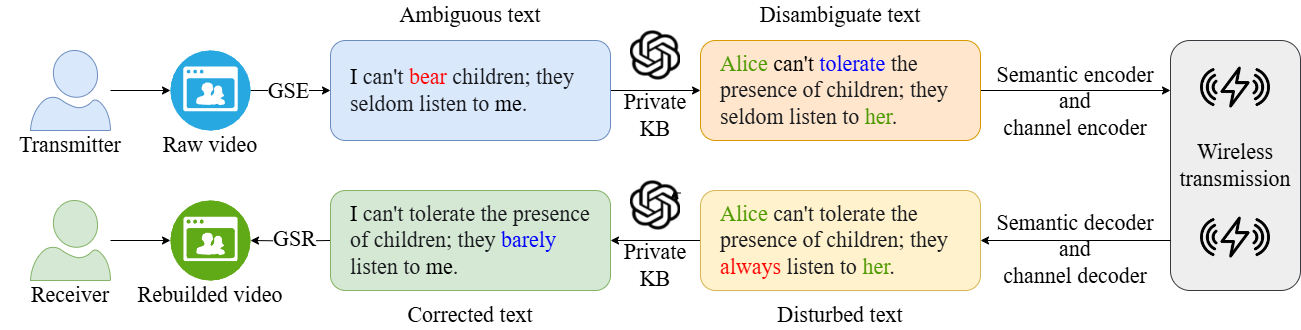 Ambiguous text
Disambiguate text
I can't bear children; they
seldom listen to me.
Alice can't tolerate the
presence of children; they
seldom listen to her.
GSE
Private
KB
Semantic encoder
and
channel encoder
Transmitter
Raw video
Wireless
transmission
I can't tolerate the presence
of children; they barely
listen to me.
Alice can't tolerate the
presence of children; they
always listen to her.
GSR
Private
KB
Semantic decoder
and
channel decoder
Receiver
Rebuilded video
Corrected text
Disturbed text